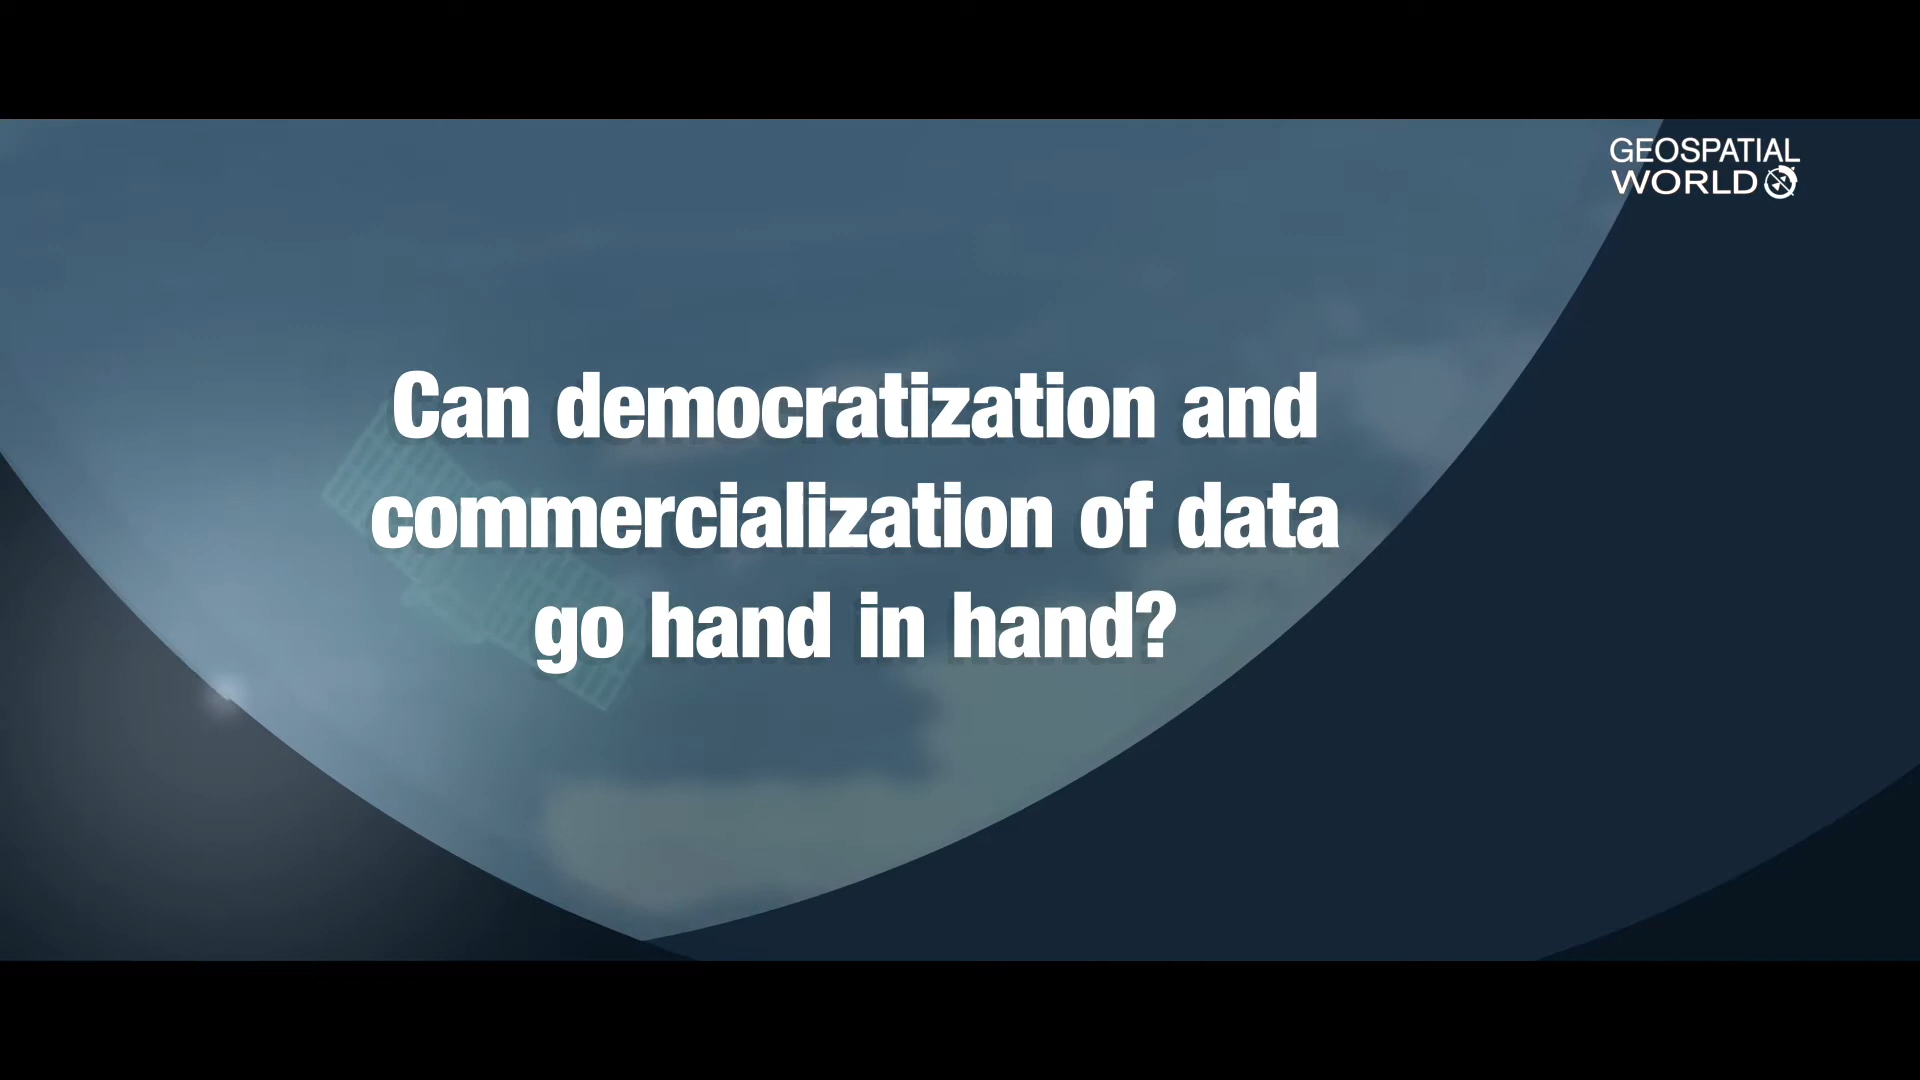 GEOSPATIAL
WORLD
Can democratization and
commercialization of data
go hand in hand?